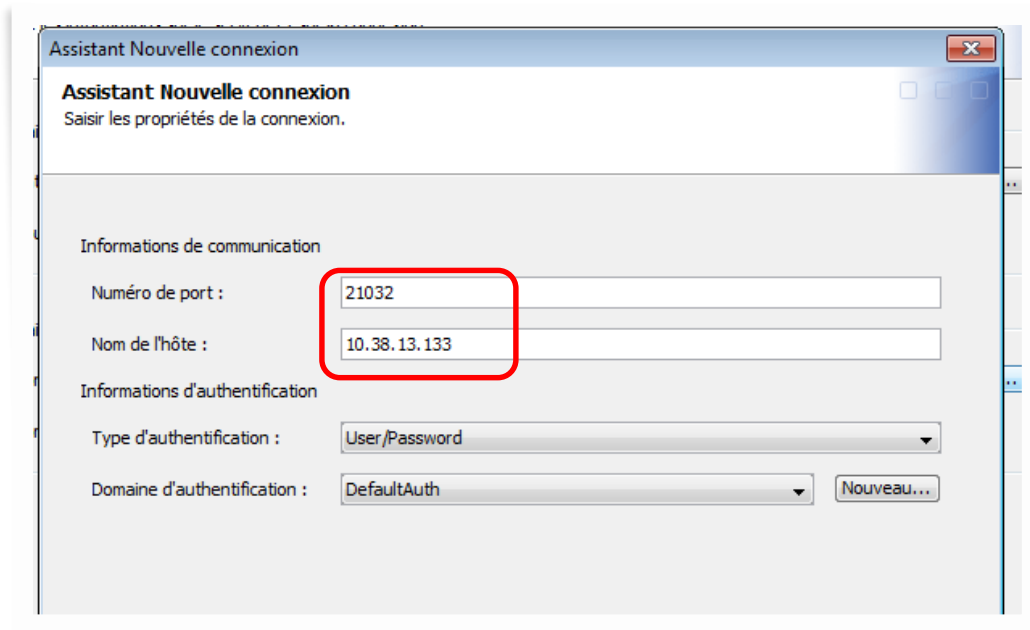 Assistant Nouvelle connexion
Assistant Nouvelle connexion
Saisir les propriétés de la connexion.
Informations de communication
Numéro de port :
21032
Nom de l'hôte :
10.38.13.133
Informations d'authentification
Type d'authentification :
User/Password
Domaine d'authentification :
DefaultAuth
Nouveau...